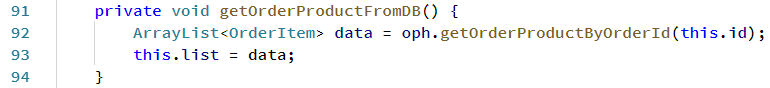 91 private void getOrderProductFromDB() {
92 ArrayList<OrderItem> data = oph.getOrderProductByOrderId(this.id);
93 this.list = data;
94 }